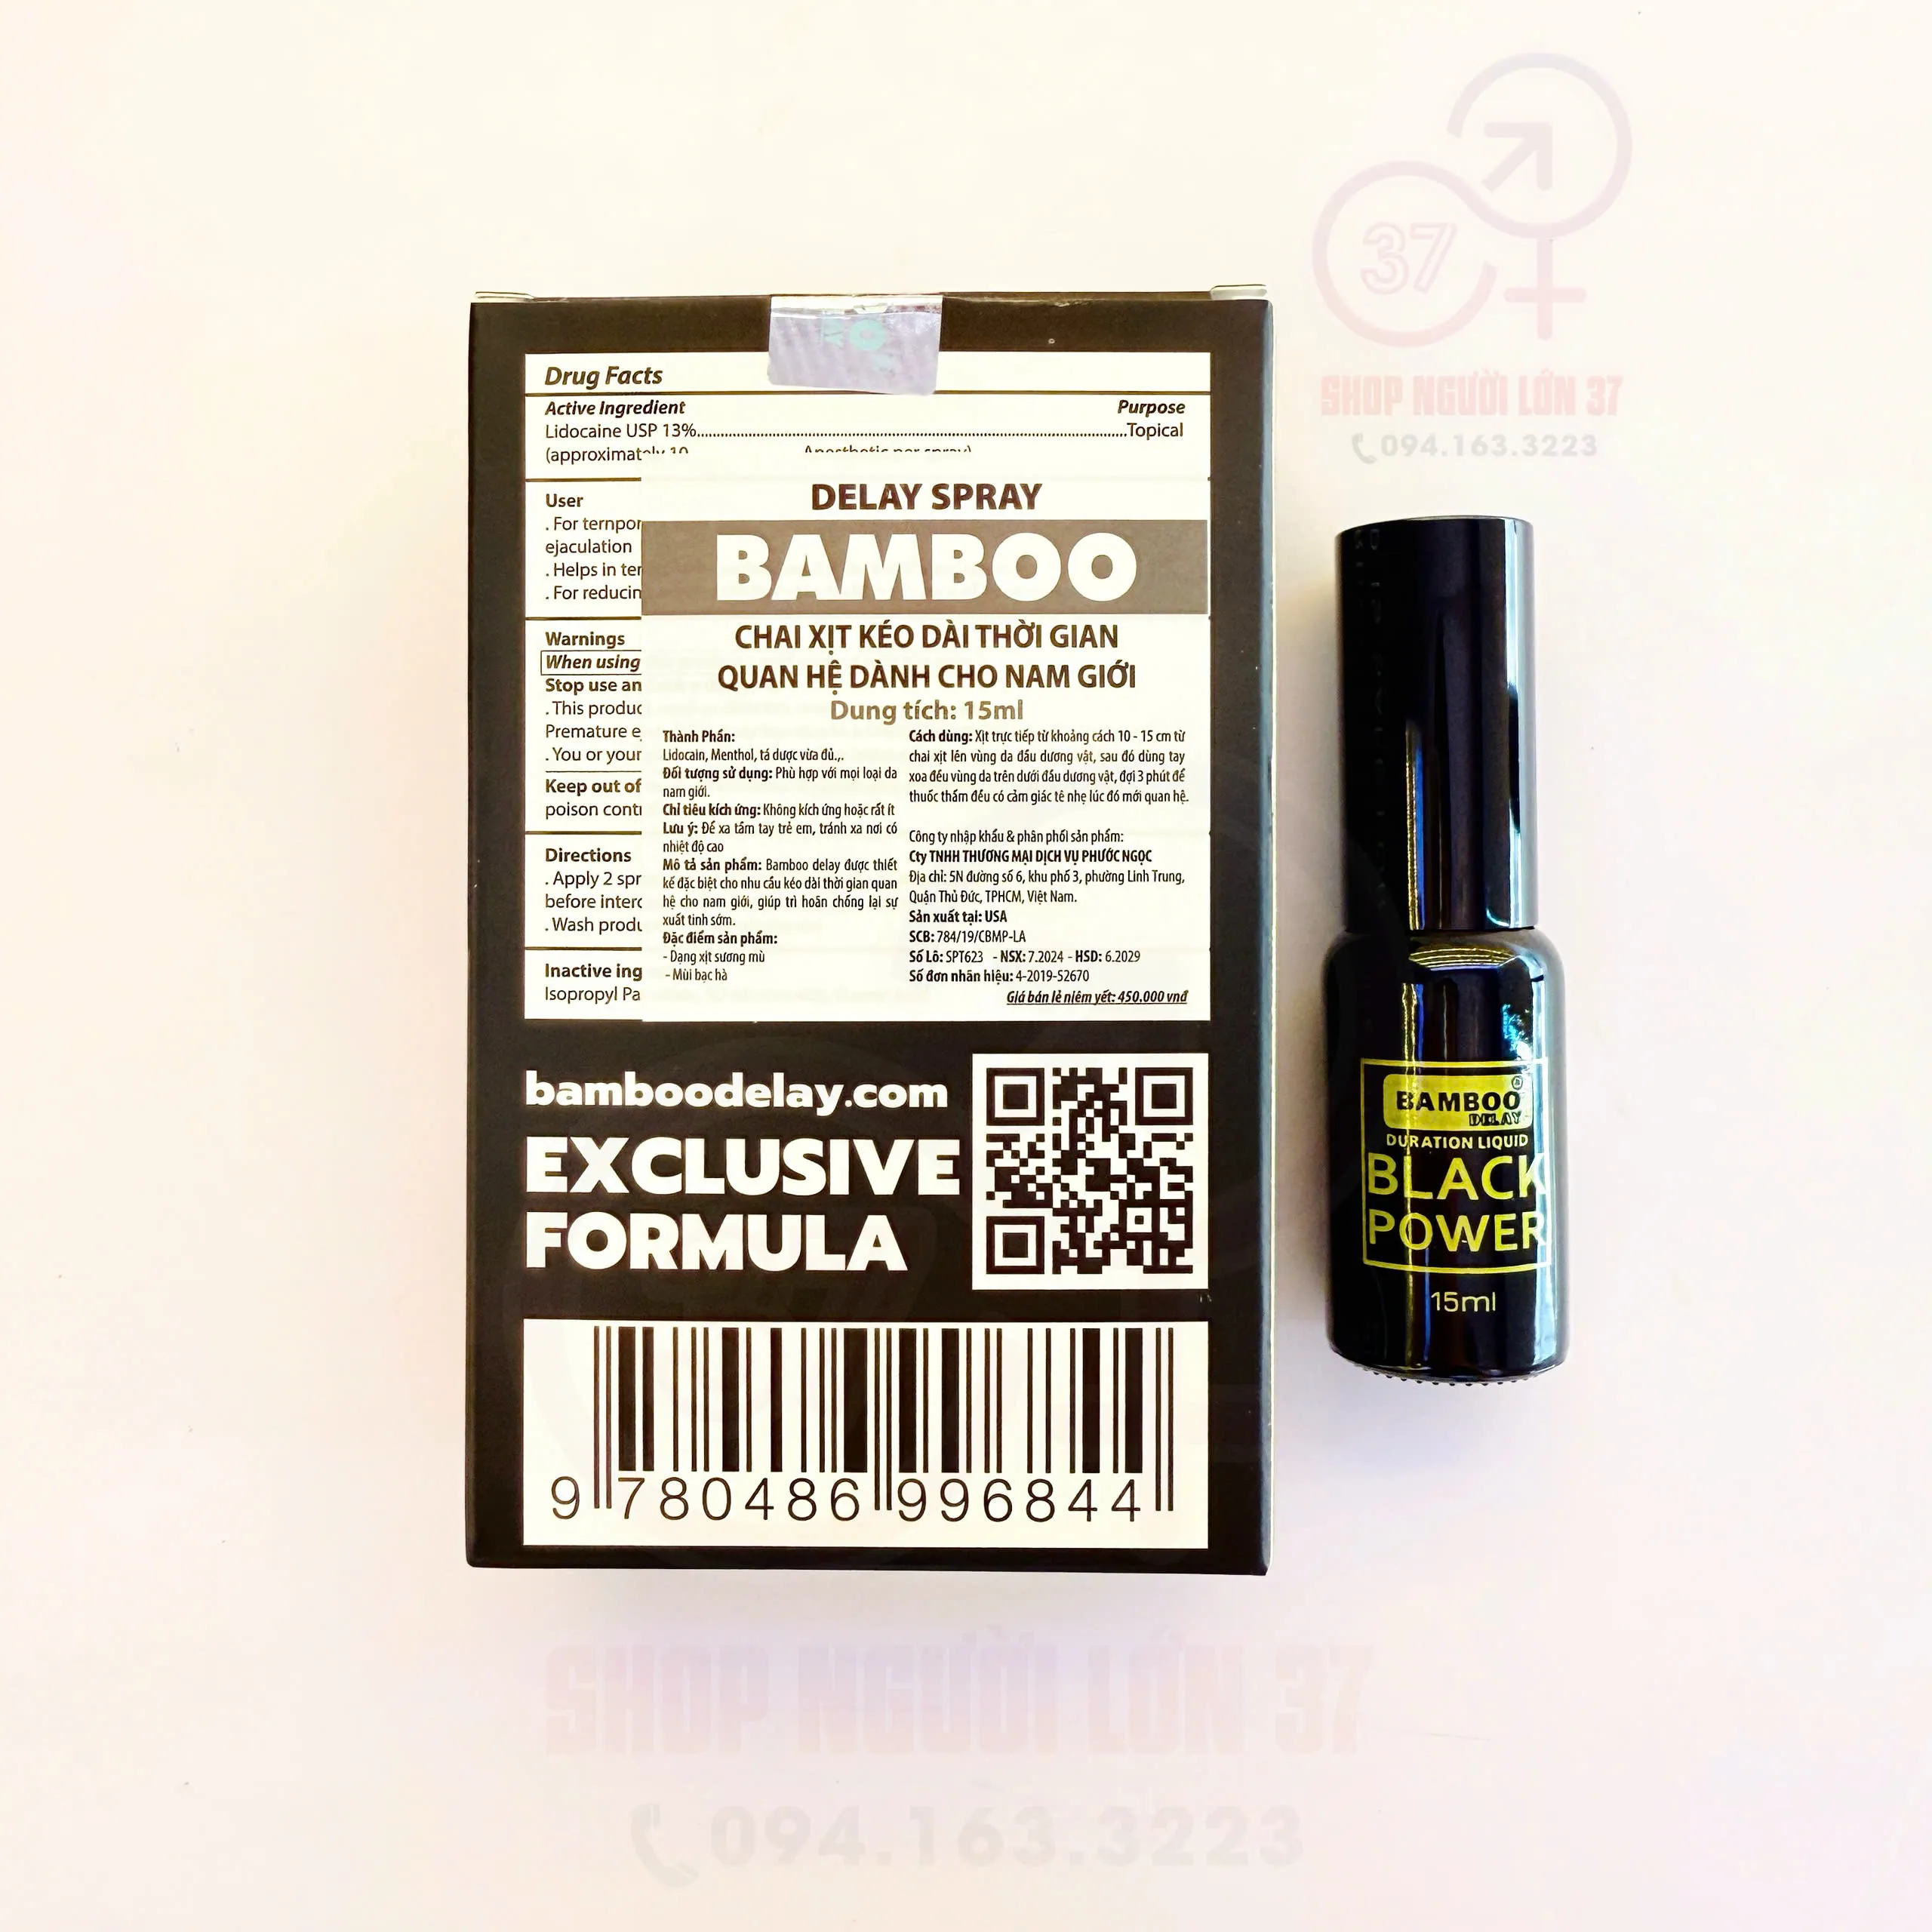 37
SHOP NGƯỜI LỚN 37
094.163.3223
Drug Facts
Active Ingredient Purpose
Lidocaine USP 13%..........Topical
(approximately 10 Anesthetic per spray)
User
. For ternpor
ejaculation
. Helps in ter
. For reducin
Warnings
When using
Stop use an
. This produc
Premature e
. You or your
Keep out of
poison cont
Directions
. Apply 2 spr
before interc
. Wash produ
Inactive ing
Isopropyl Pa
DELAY SPRAY
BAMBOO
CHAI XỊT KÉO DÀI THỜI GIAN
QUAN HỆ DÀNH CHO NAM GIỚI
Dung tích: 15ml
Thành Phần:
Lidocain, Menthol, tá dược vừa đủ.,.
Đối tượng sử dụng: Phù hợp với mọi loại da
nam giới.
Chỉ tiêu kích ứng: Không kích ứng hoặc rất ít
Lưu ý: Để xa tầm tay trẻ em, tránh xa nơi có
nhiệt độ cao
Mô tả sản phẩm: Bamboo delay được thiết
kế đặc biệt cho nhu cầu kéo dài thời gian quan
hệ cho nam giới, giúp trì hoãn chống lại sự
xuất tinh sớm.
Đặc điểm sản phẩm:
- Dạng xịt sương mù
- Mùi bạc hà
Cách dùng: Xịt trực tiếp từ khoảng cách 10 - 15 cm từ
chai xịt lên vùng da đầu dương vật, sau đó dùng tay
xoa đều vùng da trên dưới đầu dương vật, đợi 3 phút để
thuốc thấm đều có cảm giác tê nhẹ lúc đó mới quan hệ.
Công ty nhập khẩu & phân phối sản phẩm:
Cty TNHH THƯƠNG MẠI DỊCH VỤ PHƯỚC NGỌC
Địa chỉ: 5N đường số 6, khu phố 3, phường Linh Trung,
Quận Thủ Đức, TPHCM, Việt Nam.
Sản xuất tại: USA
SCB: 784/19/CBMP-LA
Số Lô: SPT623 - NSX: 7.2024 - HSD: 6.2029
Số đơn nhãn hiệu: 4-2019-52670
Giá bán lẻ niêm yết: 450.000 vnđ
bamboodelay.com
EXCLUSIVE
FORMULA
9 780486 996844
BAMBOO®
DELAY
DURATION LIQUID
BLACK
POWER
15ml
SHOP NGƯỜI LỚN 37
094.163.3223